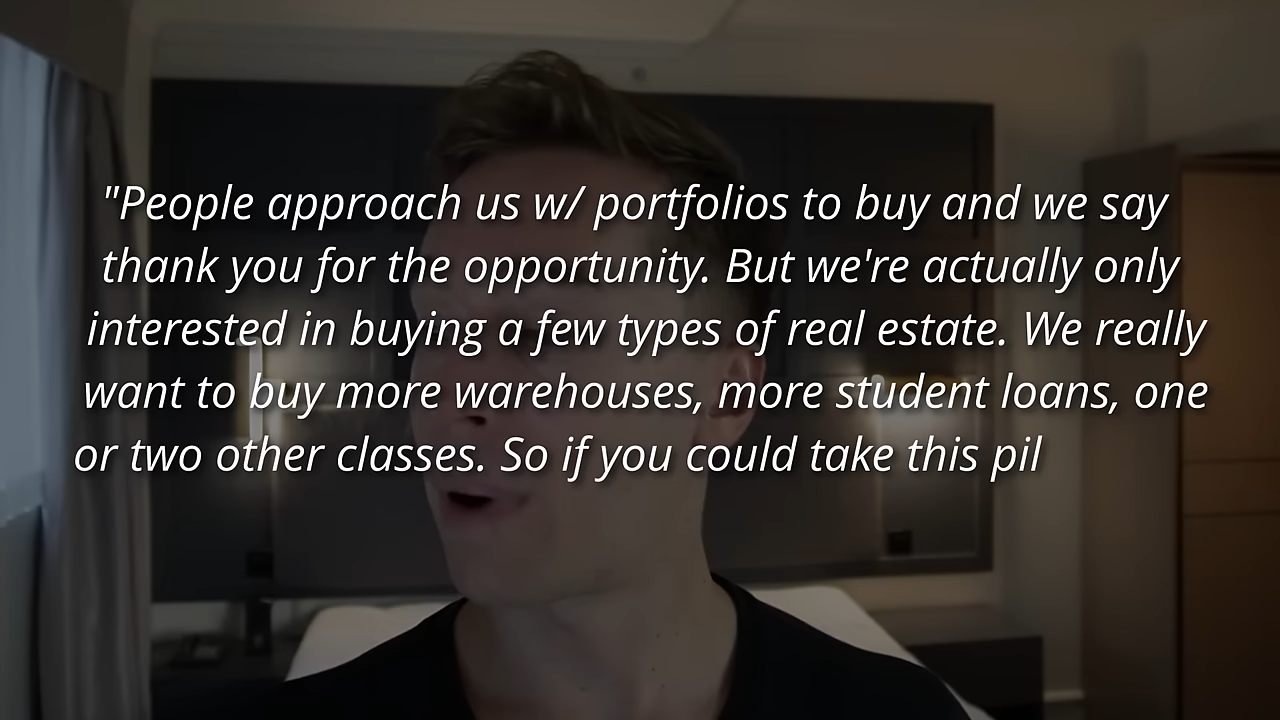 "People approach us w/ portfolios to buy and we say
thank you for the opportunity. But we're actually only
interested in buying a few types of real estate. We really
want to buy more warehouses, more student loans, one
or two other classes. So if you could take this pil